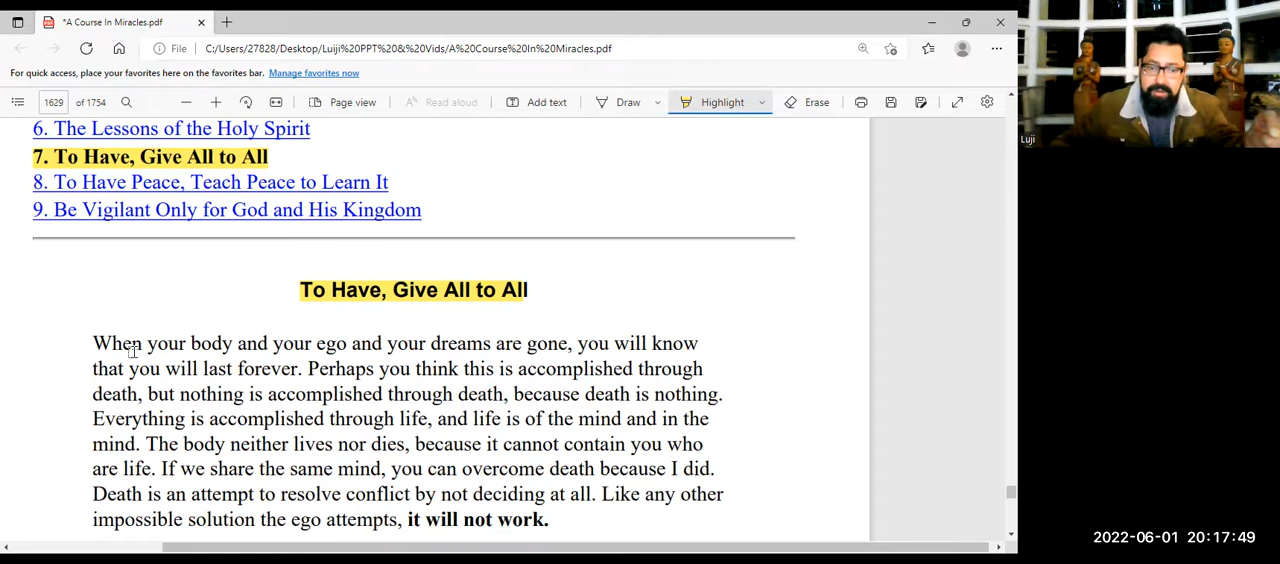 *A Course In Miracles.pdf
File
C:/Users/27828/Desktop/Luiji%20PPT%20&%20Vids/A%20Course%20In%20Miracles.pdf
For quick access, place your favorites here on the favorites bar. Manage favorites now
1629 of 1754
Page view
Read aloud
Add text
Draw
Highlight
Erase
Luji
6. The Lessons of the Holy Spirit
7. To Have, Give All to All
8. To Have Peace, Teach Peace to Learn It
9. Be Vigilant Only for God and His Kingdom
To Have, Give All to All
When your body and your ego and your dreams are gone, you will know
that you will last forever. Perhaps you think this is accomplished through
death, but nothing is accomplished through death, because death is nothing.
Everything is accomplished through life, and life is of the mind and in the
mind. The body neither lives nor dies, because it cannot contain you who
are life. If we share the same mind, you can overcome death because I did.
Death is an attempt to resolve conflict by not deciding at all. Like any other
impossible solution the ego attempts, it will not work.
2022-06-01 20:17:49